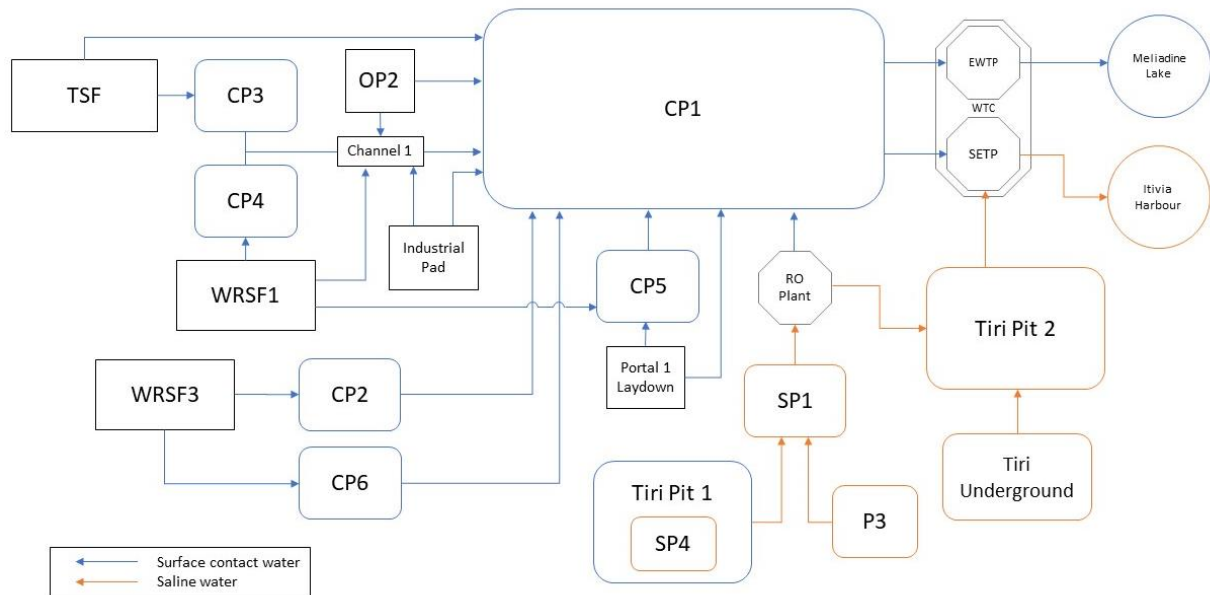 TSF
CP3
OP2
CP1
EWTP
WTC
SETP
Meliadine
Lake
Channel 1
CP4
Itivia
Harbour
Industrial
Pad
WRSF1
CP5
RO
Plant
Tiri Pit 2
Portal 1
Laydown
WRSF3
CP2
SP1
CP6
Tiri Pit 1
SP4
P3
Tiri
Underground
Surface contact water
Saline water